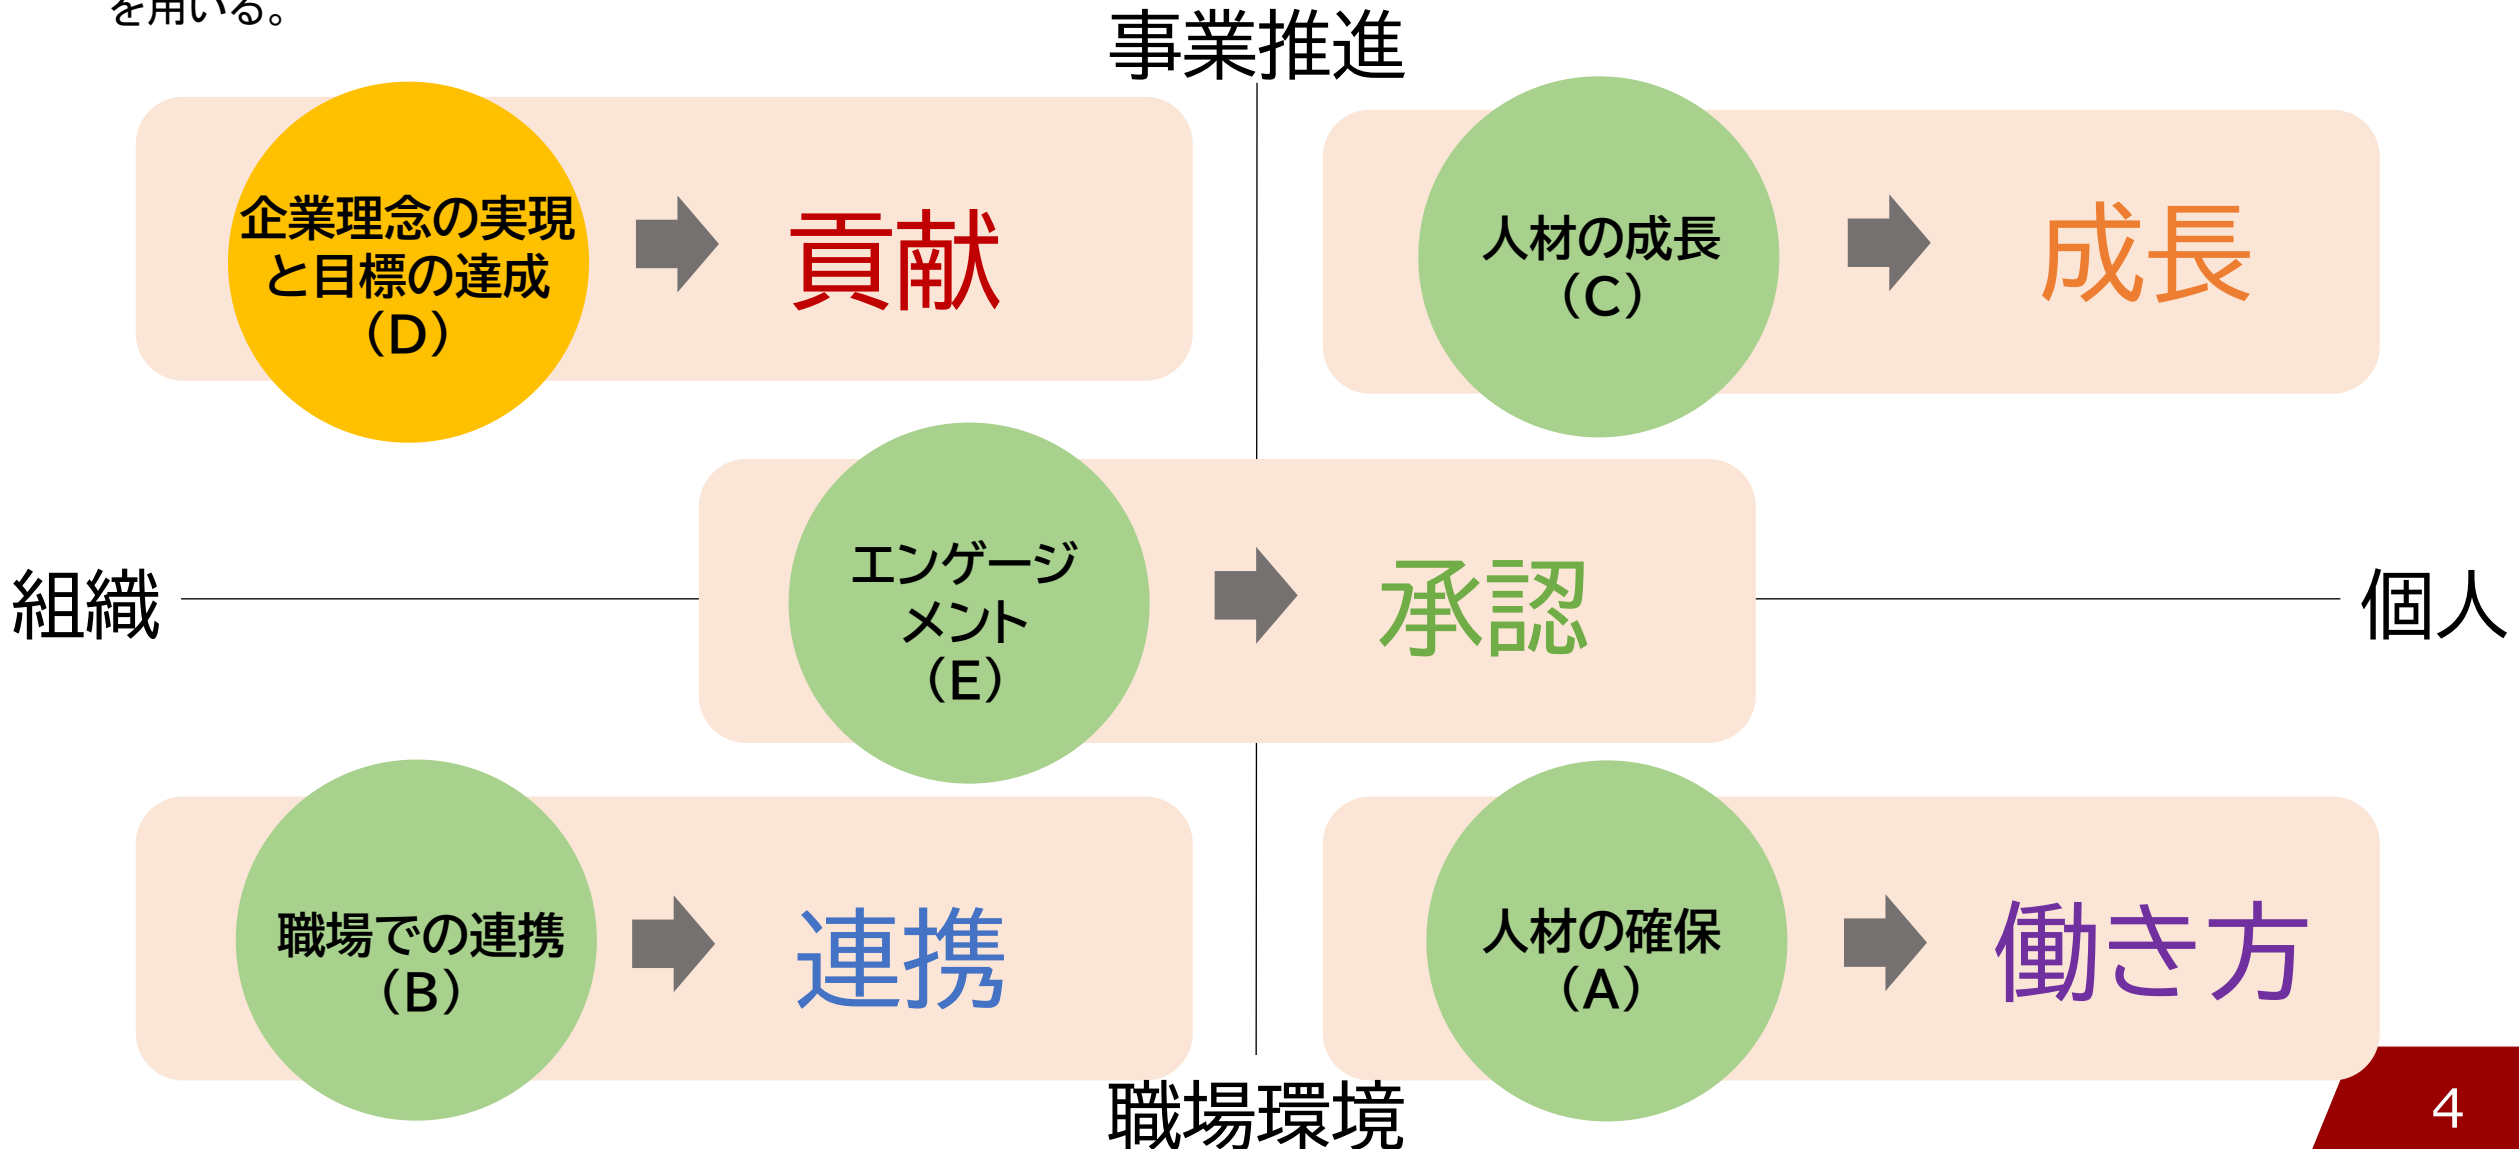 を用いる。
事業推進
企業理念の実現
と目標の達成
（D）
貢献
人材の成長
（C）
成長
組織
エンゲージ
メント
（E）
承認
個人
職場での連携
（B）
連携
人材の確保
（A）
働き方
職場環境
4